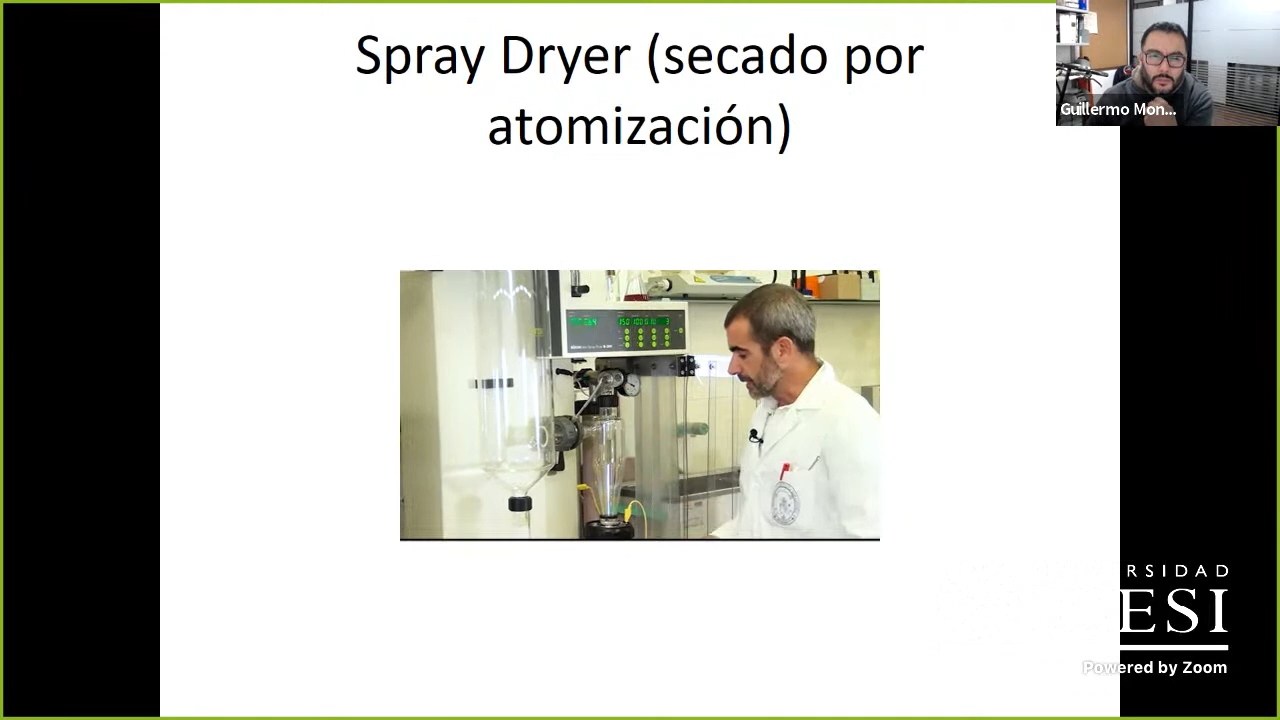 Spray Dryer (secado por
atomización)
Guillermo Mon...
RSIDAD
ESI
Powered by Zoom